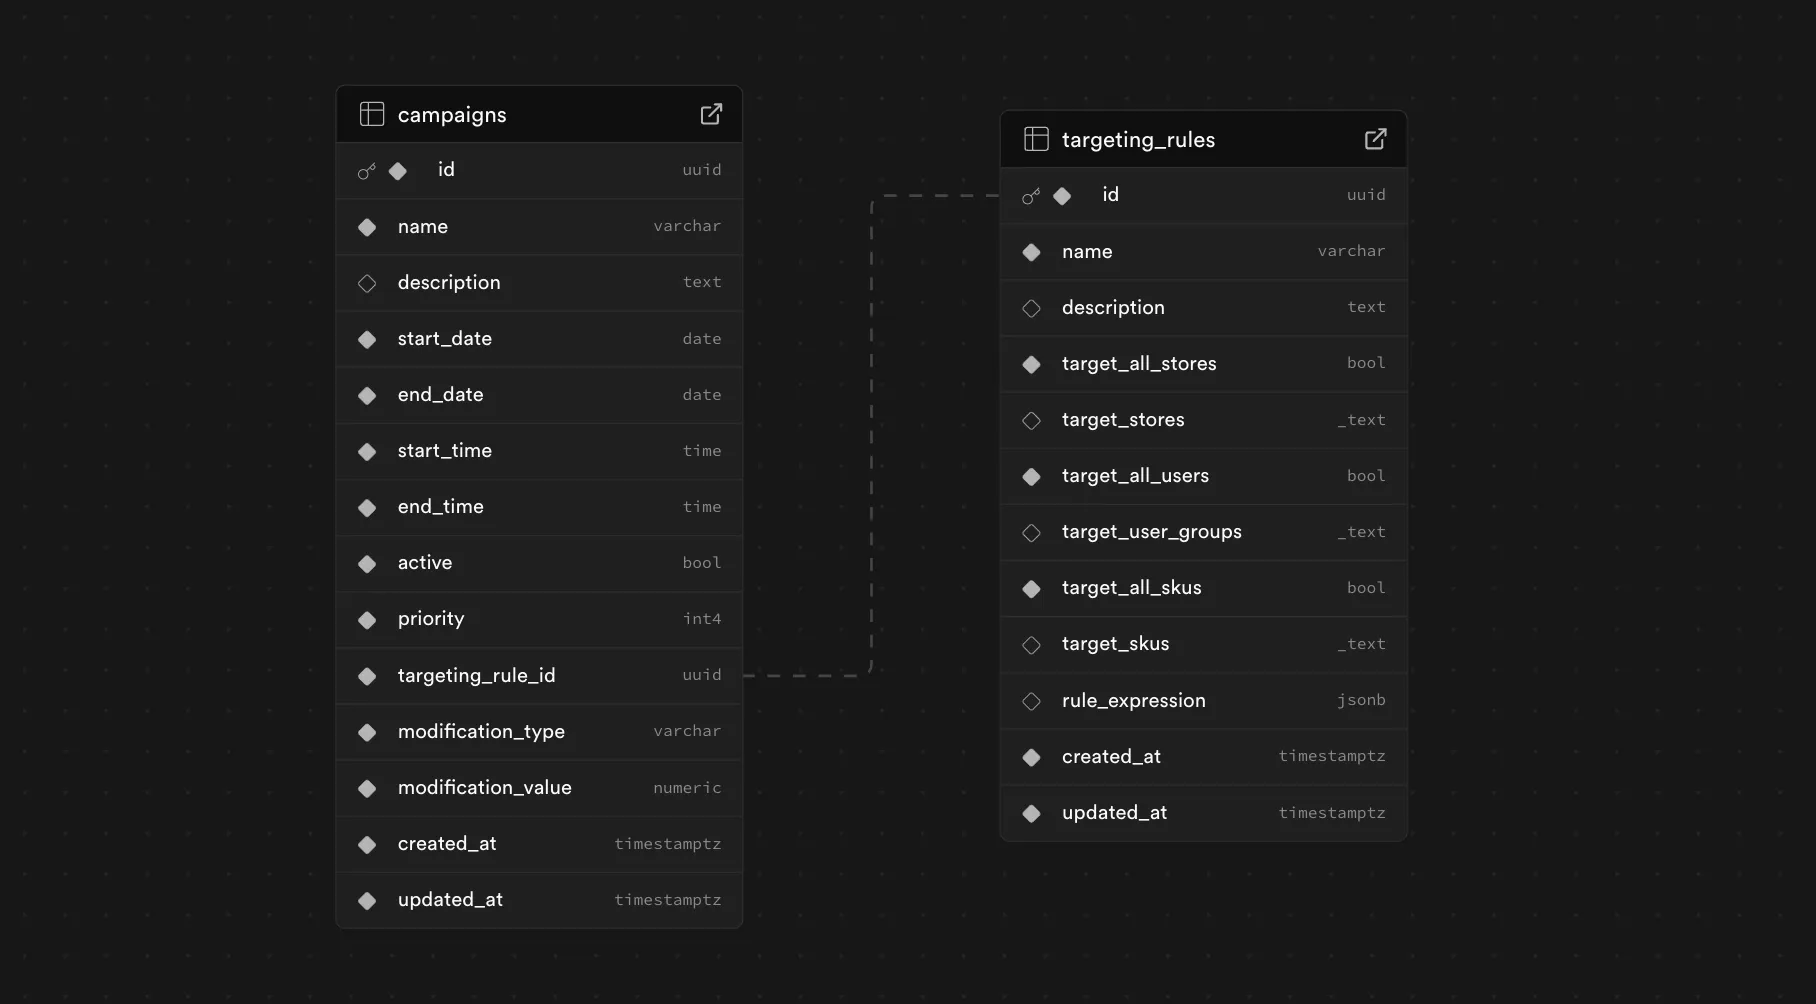 campaigns
id uuid
name varchar
description text
start_date date
end_date date
start_time time
end_time time
active bool
priority int4
targeting_rule_id uuid
modification_type varchar
modification_value numeric
created_at timestamptz
updated_at timestamptz
targeting_rules
id uuid
name varchar
description text
target_all_stores bool
target_stores _text
target_all_users bool
target_user_groups _text
target_all_skus bool
target_skus _text
rule_expression jsonb
created_at timestamptz
updated_at timestamptz